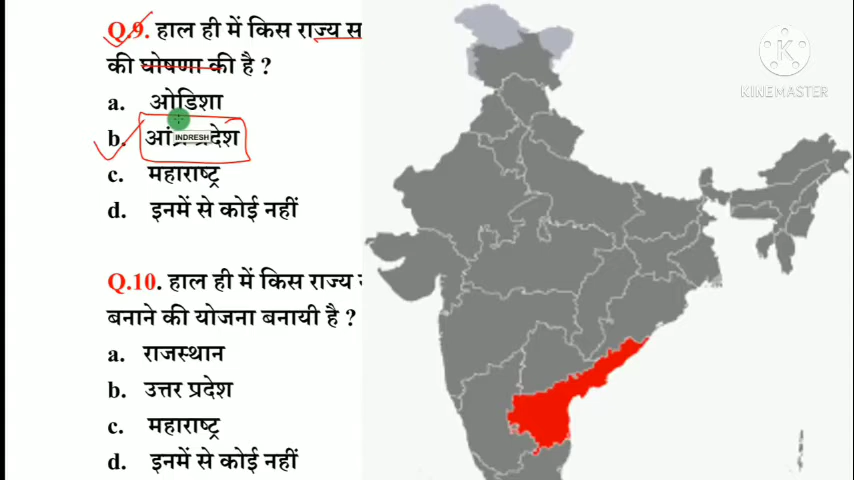 Q.9. हाल ही में किस राज्य स
की घोषणा की है ?
a. ओडिशा
b. आंध्र प्रदेश
INDRESH
c. महाराष्ट्र
d. इनमें से कोई नहीं
Q.10. हाल ही में किस राज्य
बनाने की योजना बनायी है ?
a. राजस्थान
b. उत्तर प्रदेश
c. महाराष्ट्र
d. इनमें से कोई नहीं
KINEMASTER